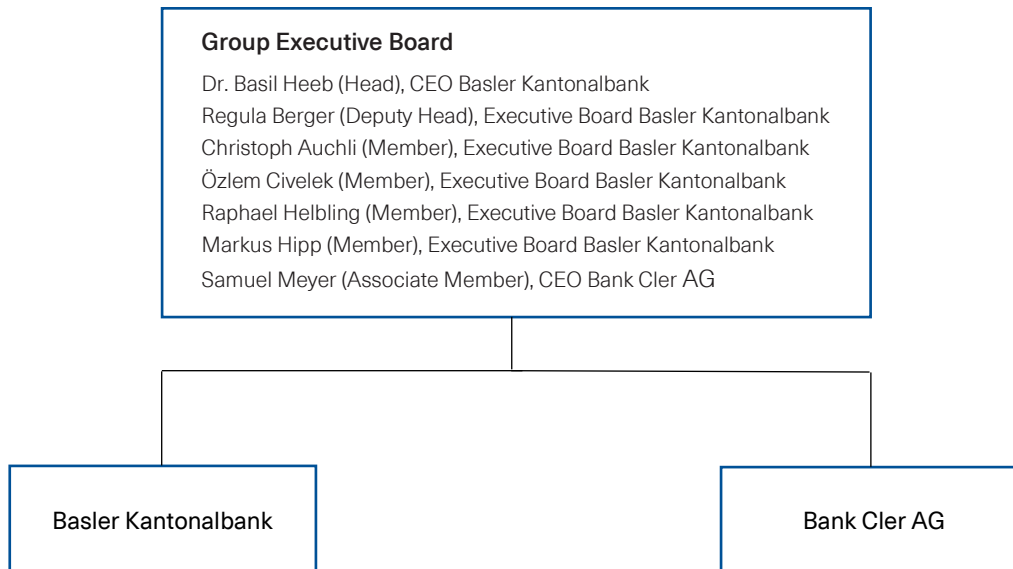 Group Executive Board
Dr. Basil Heeb (Head), CEO Basler Kantonalbank
Regula Berger (Deputy Head), Executive Board Basler Kantonalbank
Christoph Auchli (Member), Executive Board Basler Kantonalbank
Özlem Civelek (Member), Executive Board Basler Kantonalbank
Raphael Helbling (Member), Executive Board Basler Kantonalbank
Markus Hipp (Member), Executive Board Basler Kantonalbank
Samuel Meyer (Associate Member), CEO Bank Cler AG
Basler Kantonalbank
Bank Cler AG